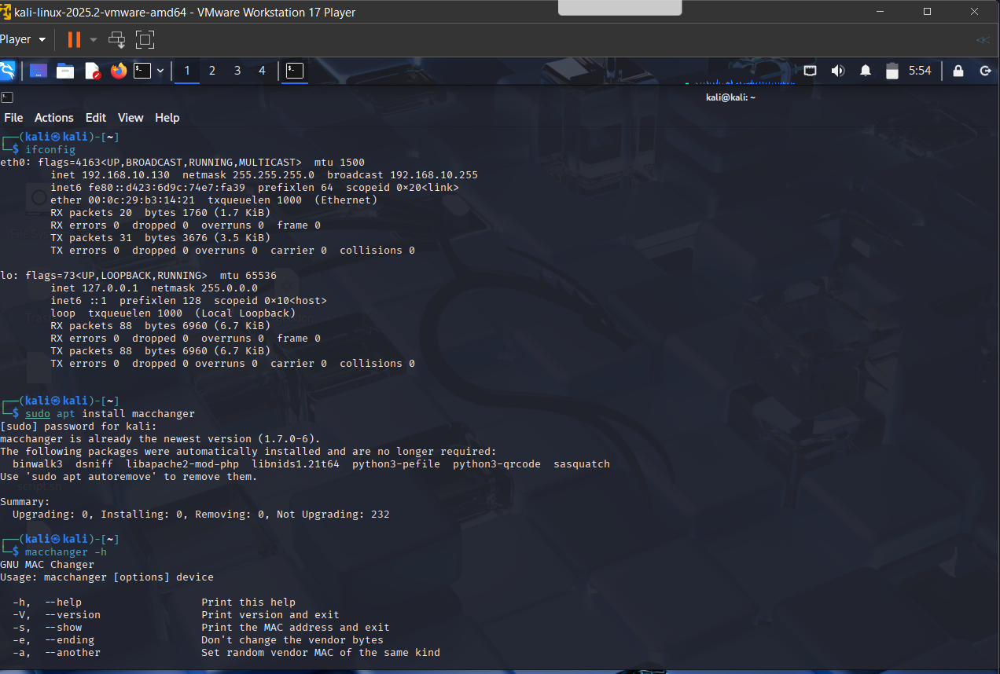 kali-linux-2025.2-vmware-amd64 - VMware Workstation 17 Player
Player
1 2 3 4 5:54
kali@kali: ~
File Actions Edit View Help
┌──(kali㉿kali)-[~]
└─$ ifconfig
eth0: flags=4163<UP,BROADCAST,RUNNING,MULTICAST>  mtu 1500
        inet 192.168.10.130  netmask 255.255.255.0  broadcast 192.168.10.255
        inet6 fe80::d423:6d9c:74e7:fa39  prefixlen 64  scopeid 0×20<link>
        ether 00:0c:29:b3:14:21  txqueuelen 1000  (Ethernet)
        RX packets 20  bytes 1760 (1.7 KiB)
        RX errors 0  dropped 0  overruns 0  frame 0
        TX packets 31  bytes 3676 (3.5 KiB)
        TX errors 0  dropped 0 overruns 0  carrier 0  collisions 0
lo: flags=73<UP,LOOPBACK,RUNNING>  mtu 65536
        inet 127.0.0.1  netmask 255.0.0.0
        inet6 ::1  prefixlen 128  scopeid 0×10<host>
        loop  txqueuelen 1000  (Local Loopback)
        RX packets 88  bytes 6960 (6.7 KiB)
        RX errors 0  dropped 0  overruns 0  frame 0
        TX packets 88  bytes 6960 (6.7 KiB)
        TX errors 0  dropped 0 overruns 0  carrier 0  collisions 0
┌──(kali㉿kali)-[~]
└─$ sudo apt install macchanger
[sudo] password for kali:
macchanger is already the newest version (1.7.0-6).
The following packages were automatically installed and are no longer required:
  binwalk3  dsniff  libapache2-mod-php  libnids1.21t64  python3-pefile  python3-qrcode  sasquatch
Use 'sudo apt autoremove' to remove them.
script.sh
Summary:
  Upgrading: 0, Installing: 0, Removing: 0, Not Upgrading: 232
┌──(kali㉿kali)-[~]
└─$ macchanger -h
GNU MAC Changer
Usage: macchanger [options] device
  -h,  --help                   Print this help
  -V,  --version                Print version and exit
  -s,  --show                   Print the MAC address and exit
  -e,  --ending                 Don't change the vendor bytes
  -a,  --another                Set random vendor MAC of the same kind